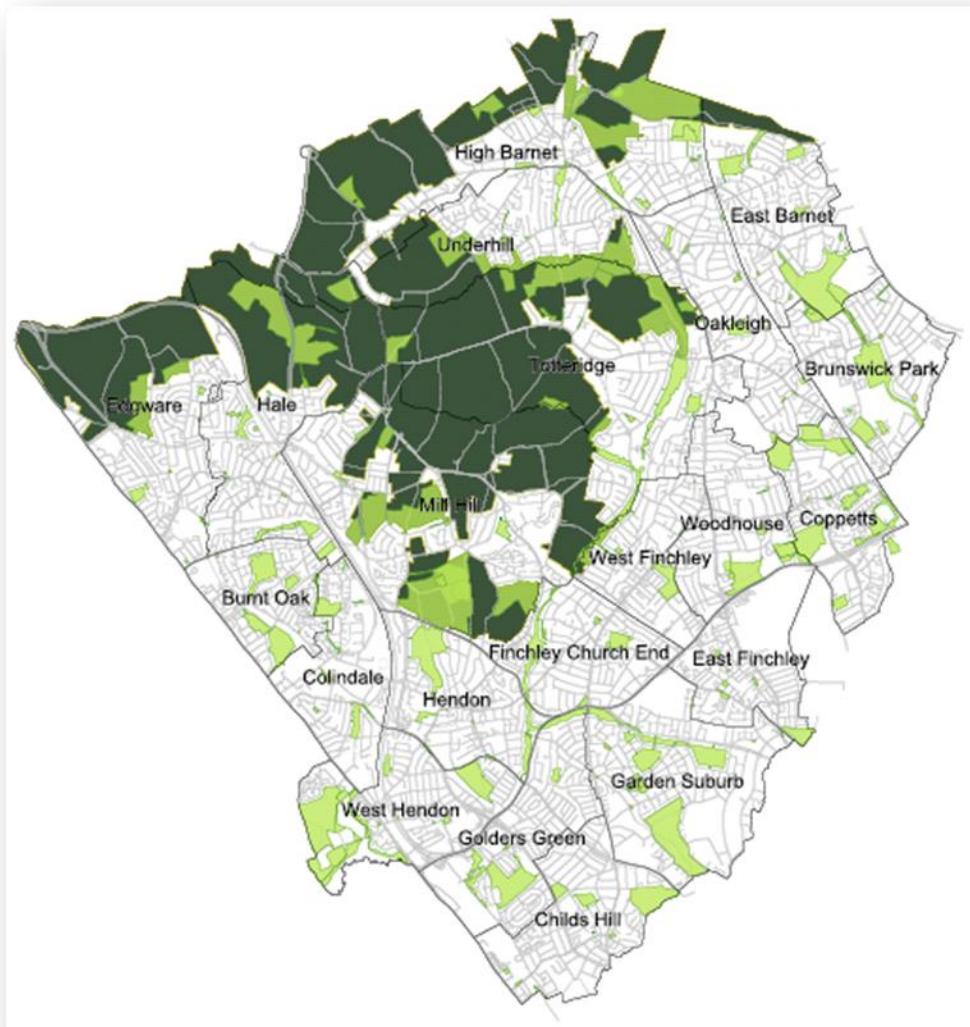 High Barnet
East Barnet
Underhill
Oakleigh
Totteridge
Brunswick Park
Edgware
Hale
Mill Hill
Woodhouse
Coppetts
West Finchley
Burnt Oak
Finchley Church End
East Finchley
Colindale
Hendon
Garden Suburb
West Hendon
Golders Green
Childs Hill